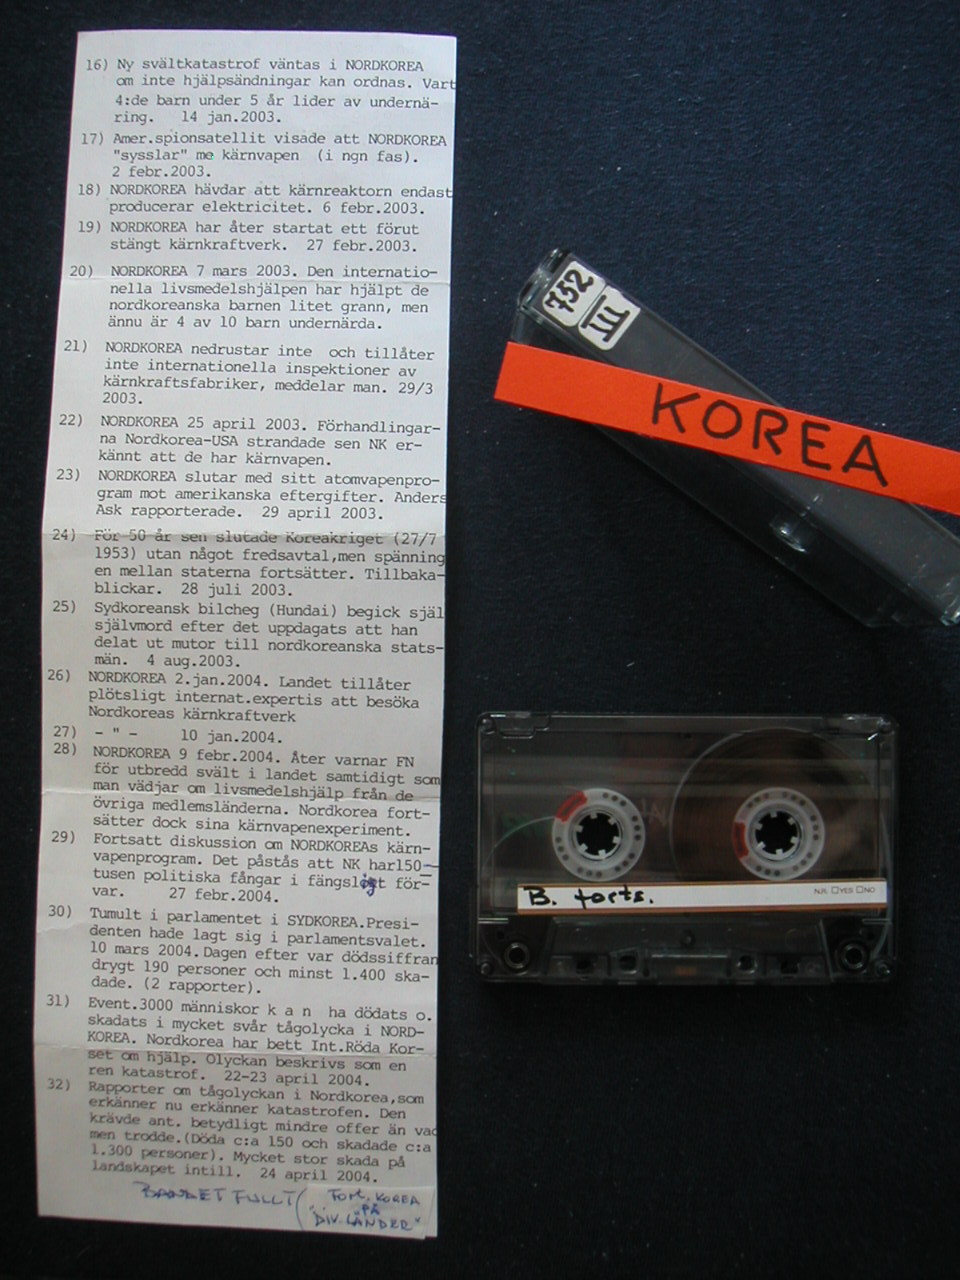 16) Ny svältkatastrof väntas i NORDKOREA
om inte hjälpsändningar kan ordnas. Vart
4:de barn under 5 år lider av undernä-
ring. 14 jan.2003.
17) Amer.spionsatellit visade att NORDKOREA
"sysslar" me kärnvapen (i ngn fas).
2 febr.2003.
18) NORDKOREA hävdar att kärnreaktorn endast
producerar elektricitet. 6 febr.2003.
19) NORDKOREA har åter startat ett förut
stängt kärnkraftverk. 27 febr.2003.
20) NORDKOREA 7 mars 2003. Den internatio-
nella livsmedelshjälpen har hjälpt de
nordkoreanska barnen litet grann, men
ännu är 4 av 10 barn undernärda.
21) NORDKOREA nedrustar inte och tillåter
inte internationella inspektioner av
kärnkraftsfabriker, meddelar man. 29/3
2003.
22) NORDKOREA 25 april 2003. Förhandlingar-
na Nordkorea-USA strandade sen NK er-
kännt att de har kärnvapen.
23) NORDKOREA slutar med sitt atomvapenpro-
gram mot amerikanska eftergifter. Anders
Ask rapporterade. 29 april 2003.
24) För 50 år sen slutade Koreakriget (27/7
1953) utan något fredsavtal,men spänning
en mellan staterna fortsätter. Tillbaka-
blickar. 28 juli 2003.
25) Sydkoreansk bilcheg (Hundai) begick själ
självmord efter det uppdagats att han
delat ut mutor till nordkoreanska stats-
män. 4 aug.2003.
26) NORDKOREA 2.jan.2004. Landet tillåter
plötsligt internat.expertis att besöka
Nordkoreas kärnkraftverk
27) - " - 10 jan.2004.
28) NORDKOREA 9 febr.2004. Åter varnar FN
för utbredd svält i landet samtidigt som
man vädjar om livsmedelshjälp från de
övriga medlemsländerna. Nordkorea fort-
sätter dock sina kärnvapenexperiment.
29) Fortsatt diskussion om NORDKOREAs kärn-
vapenprogram. Det påstås att NK har150-
tusen politiska fångar i fängsligt för-
var. 27 febr.2004.
30) Tumult i parlamentet i SYDKOREA.Presi-
denten hade lagt sig i parlamentsvalet.
10 mars 2004.Dagen efter var dödssiffran
drygt 190 personer och minst 1.400 ska-
dade. (2 rapporter).
31) Event.3000 människor k a n ha dödats o.
skadats i mycket svår tågolycka i NORD-
KOREA. Nordkorea har bett Int.Röda Kor-
set om hjälp. Olyckan beskrivs som en
ren katastrof. 22-23 april 2004.
32) Rapporter om tågolyckan i Nordkorea,som
erkänner nu erkänner katastrofen. Den
krävde ant. betydligt mindre offer än vad
men trodde.(Döda c:a 150 och skadade c:a
1.300 personer). Mycket stor skada på
landskapet intill. 24 april 2004.
BANDET FULLT (Fort. KOREA
PÅ
"DIV.LÄNDER"
752
III
KOREA
B. forts.
N.R. □YES □NO